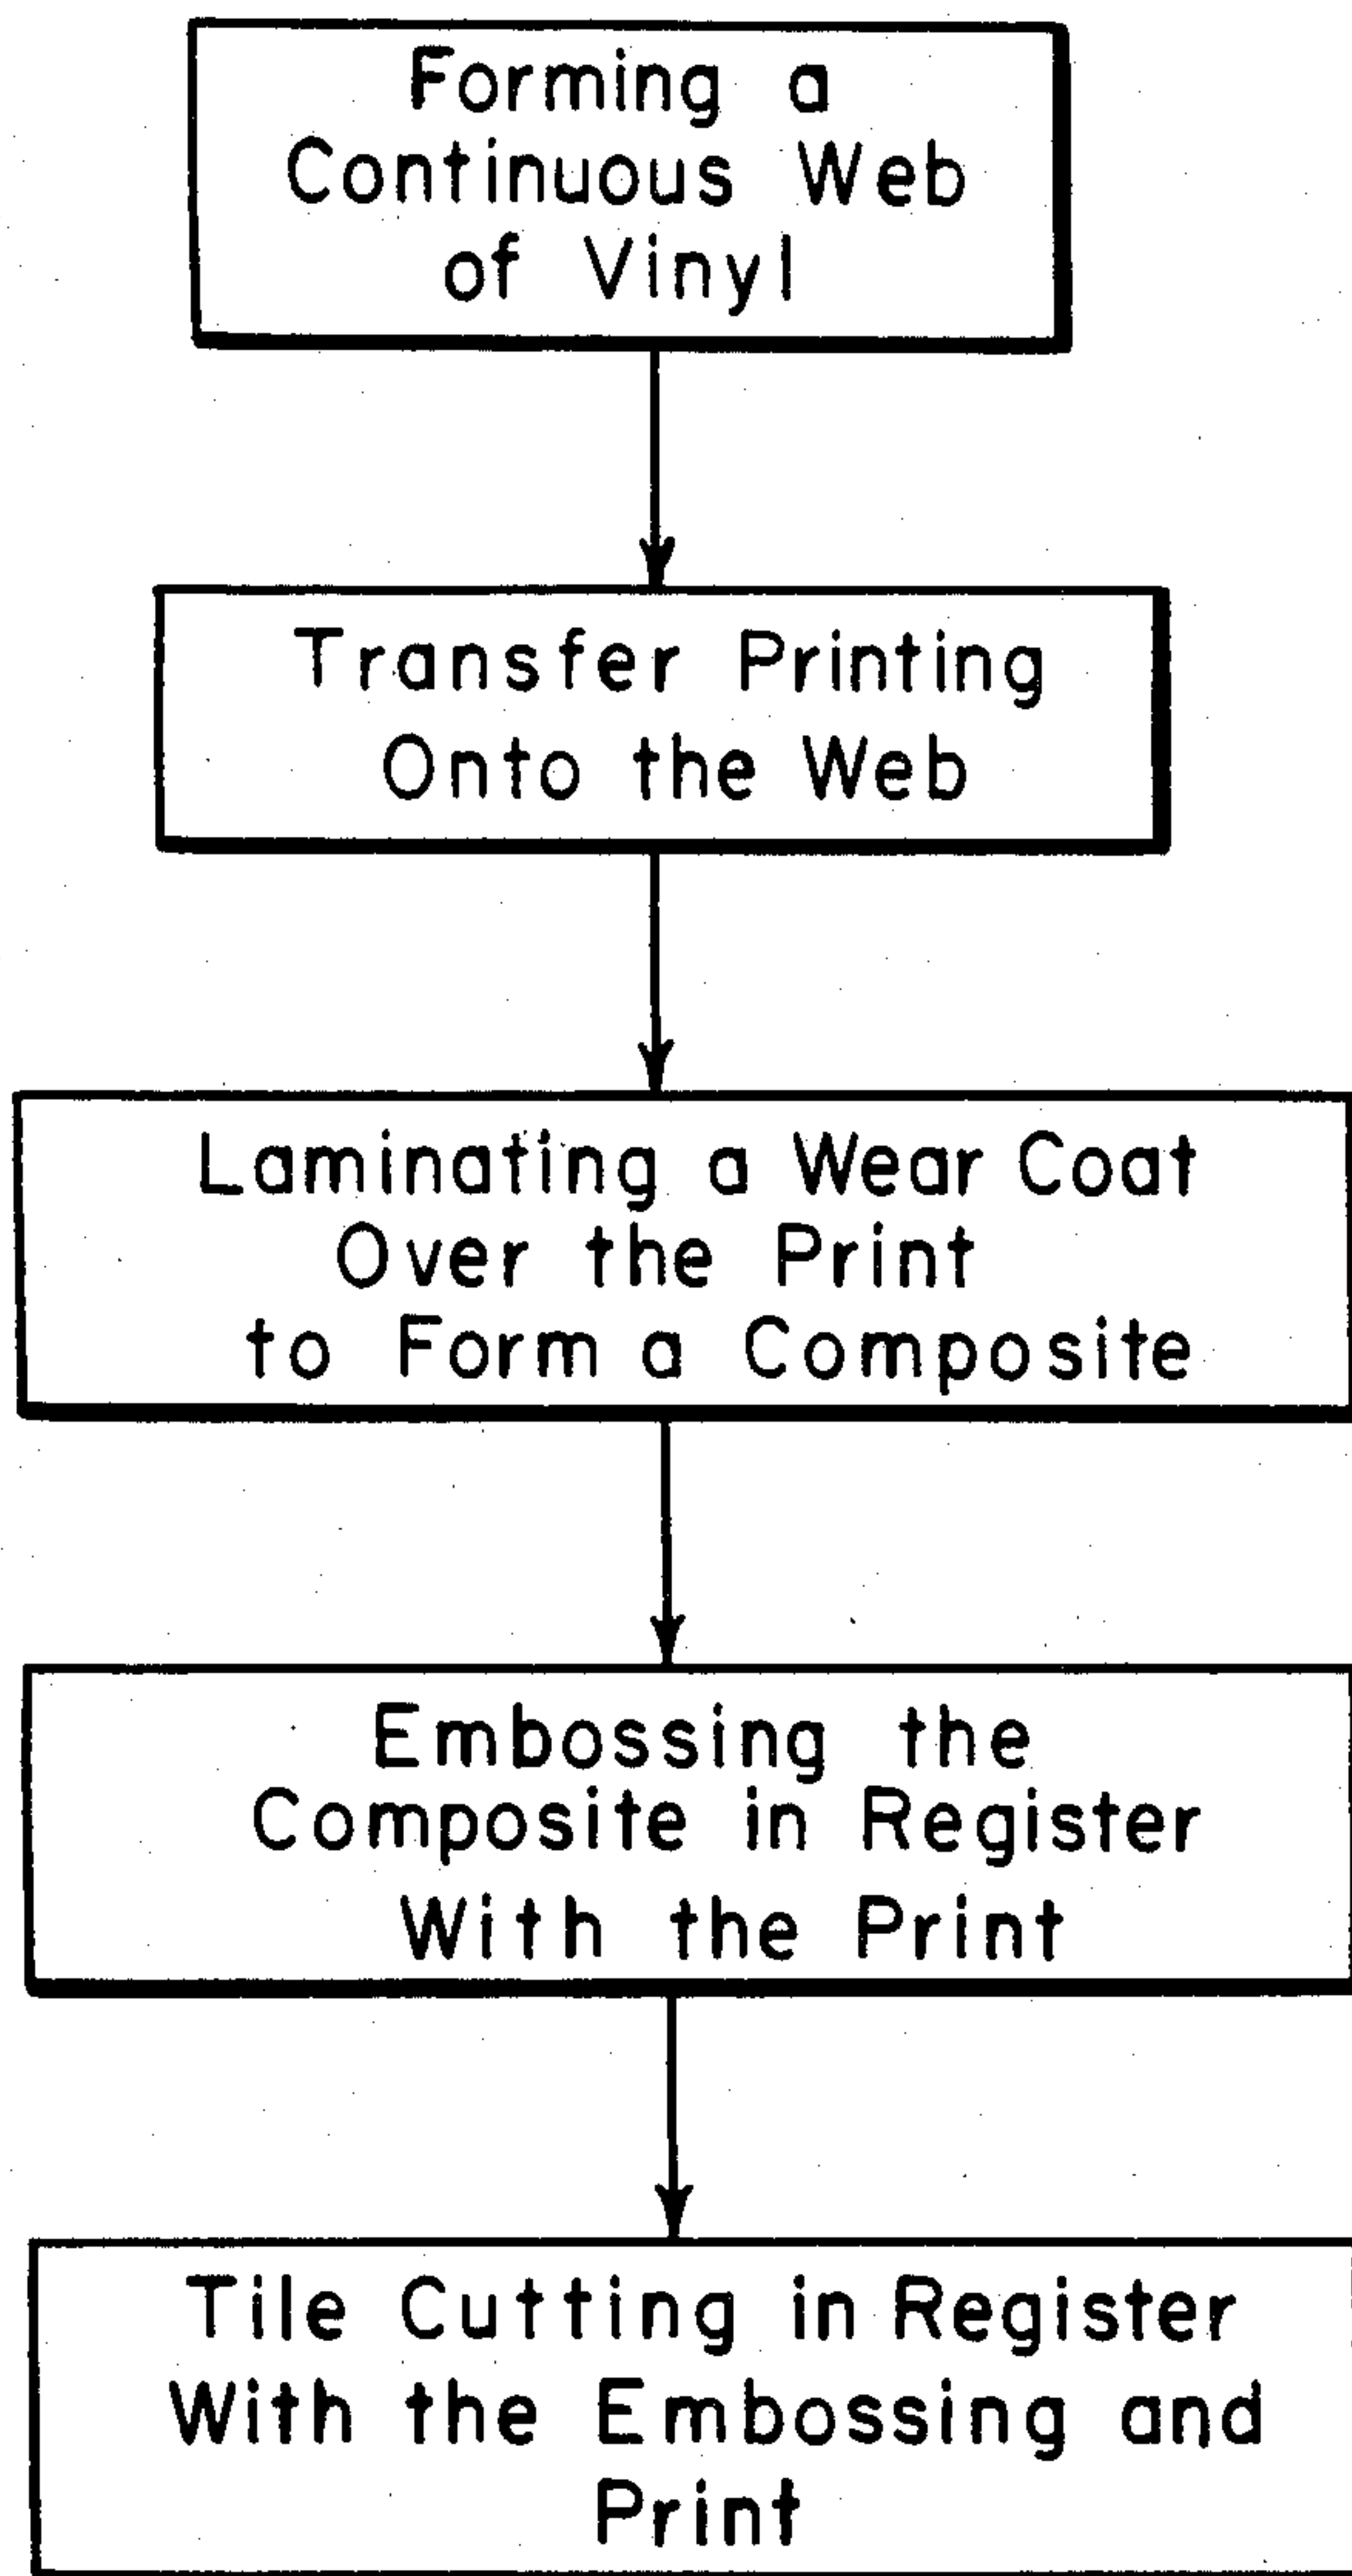 Forming a
Continuous Web
of Vinyl
Transfer Printing
Onto the Web
Laminating a Wear Coat
Over the Print
to Form a Composite
Embossing the
Composite in Register
With the Print
Tile Cutting in Register
With the Embossing and
Print